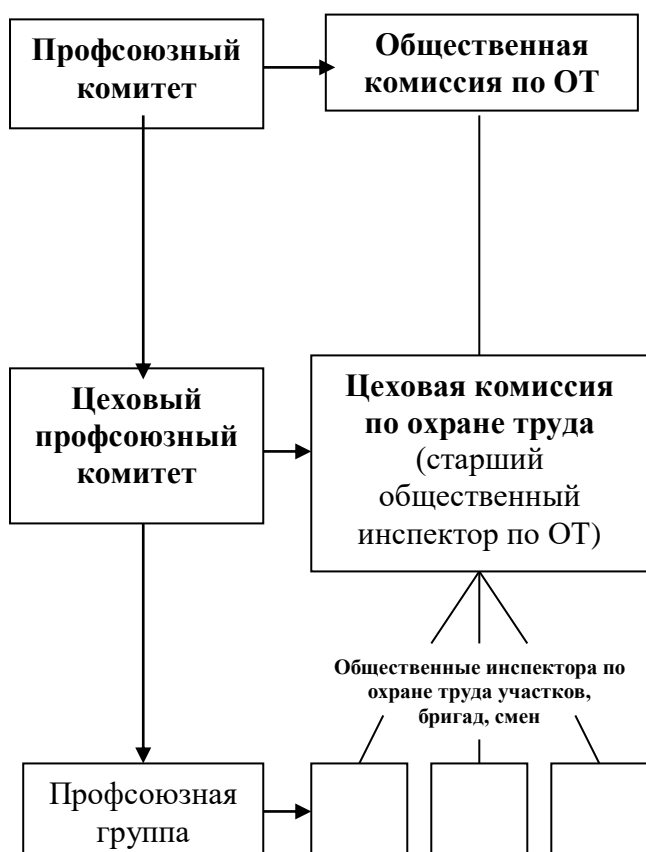 Профсоюзный
комитет
Общественная
комиссия по ОТ
Цеховый
профсоюзный
комитет
Цеховая комиссия
по охране труда
(старший
общественный
инспектор по ОТ)
Общественные инспектора по
охране труда участков,
бригад, смен
Профсоюзная
группа